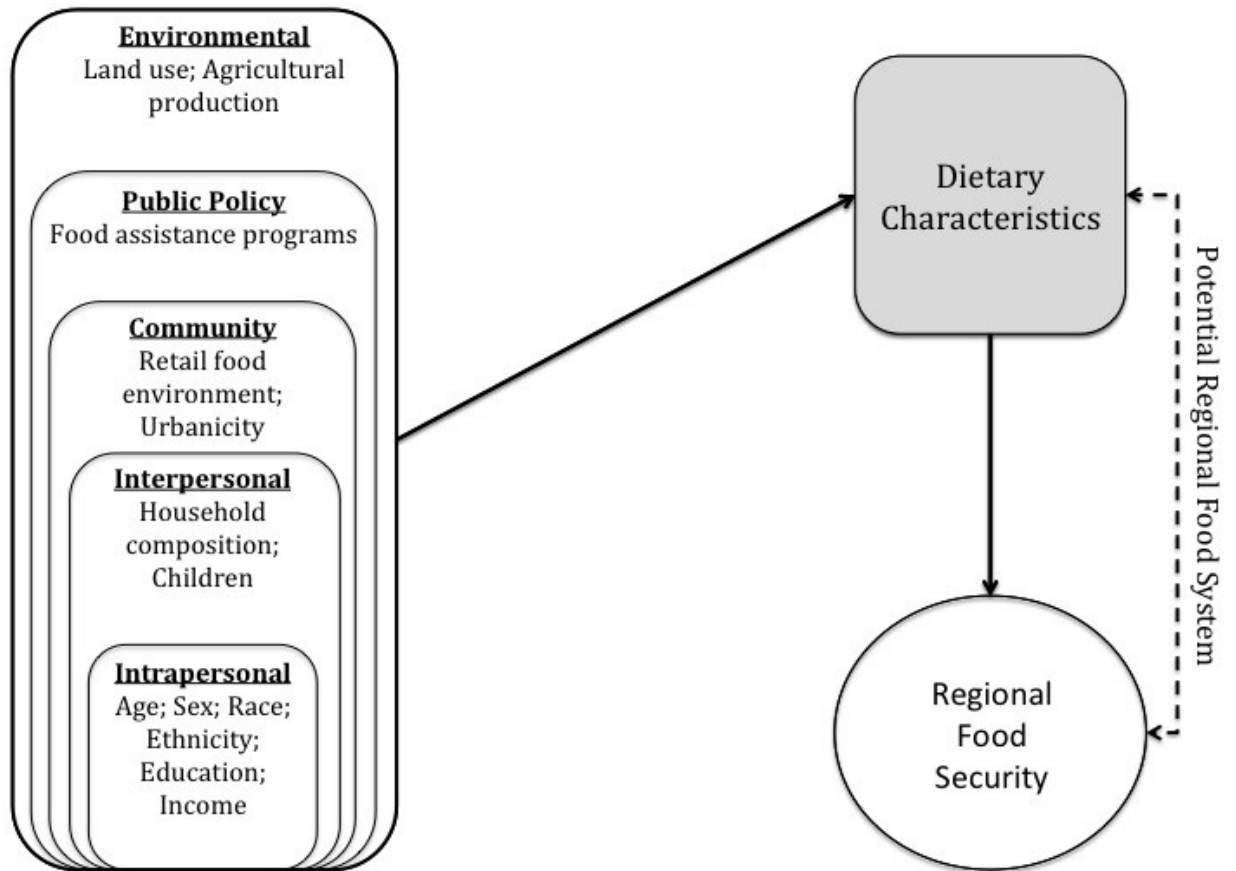 Environmental
Land use; Agricultural
production
Public Policy
Food assistance programs
Community
Retail food
environment;
Urbanicity
Interpersonal
Household
composition;
Children
Intrapersonal
Age; Sex; Race;
Ethnicity;
Education;
Income
Dietary
Characteristics
Potential Regional Food System
Regional
Food
Security